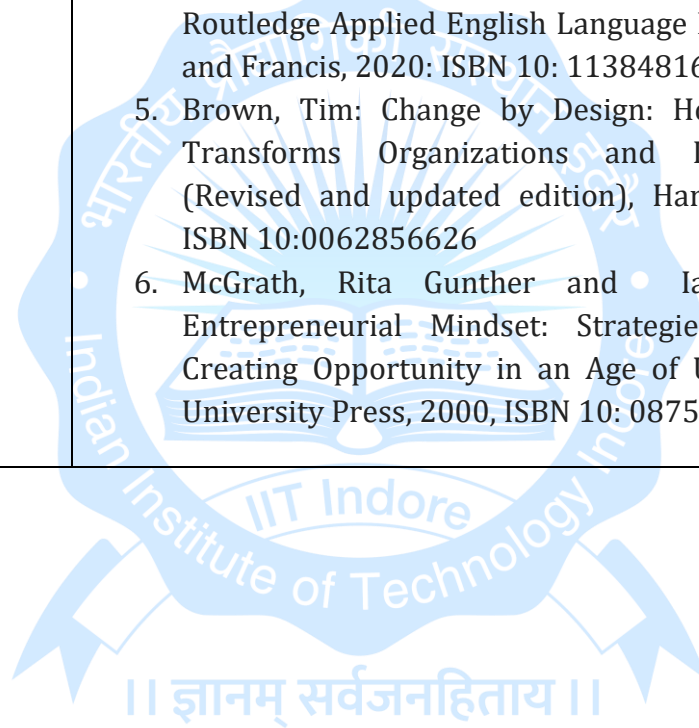 Routledge Applied English Language
and Francis, 2020: ISBN 10: 11384816
5. Brown, Tim: Change by Design: H
Transforms Organizations and
(Revised and updated edition), Har
ISBN 10:0062856626
6. McGrath, Rita Gunther and Ia
Entrepreneurial Mindset: Strategie
Creating Opportunity in an Age of U
University Press, 2000, ISBN 10: 0875
भारतीय प्रौद्योगिकी संस्थान इंदौर
Indian Institute of Technology Indore
IIT Indore
।। ज्ञानम् सर्वजनहिताय ।।